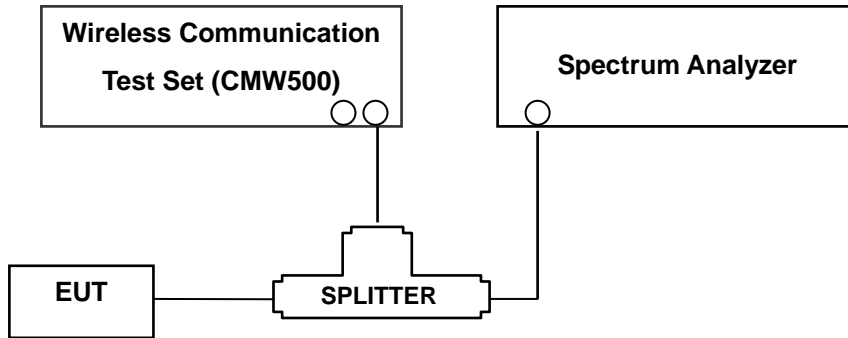 Wireless Communication
Test Set (CMW500)
Spectrum Analyzer
EUT
SPLITTER